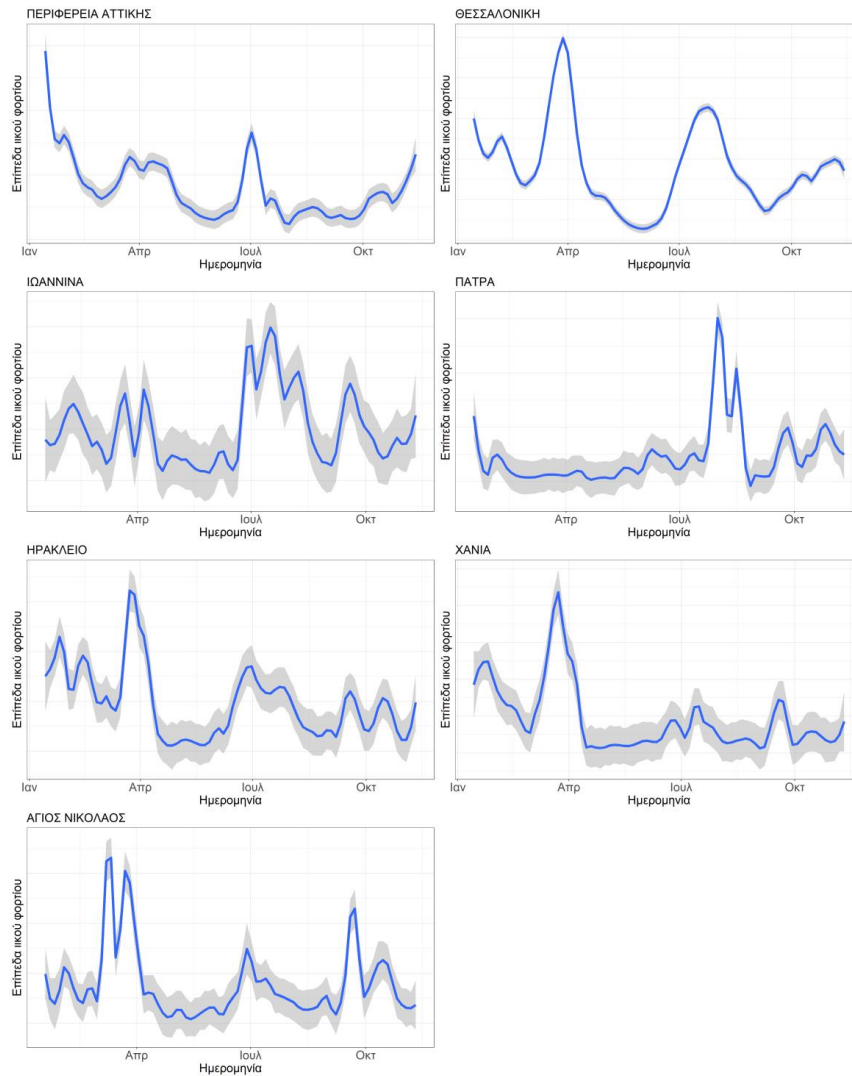 ΠΕΡΙΦΕΡΕΙΑ ΑΤΤΙΚΗΣ
Επίπεδα ιικού φορτίου
Ιαν Απρ Ιουλ Οκτ
Ημερομηνία
ΘΕΣΣΑΛΟΝΙΚΗ
Επίπεδα ιικού φορτίου
Ιαν Απρ Ιουλ Οκτ
Ημερομηνία
ΙΩΑΝΝΙΝΑ
Επίπεδα ιικού φορτίου
Απρ Ιουλ Οκτ
Ημερομηνία
ΠΑΤΡΑ
Επίπεδα ιικού φορτίου
Απρ Ιουλ Οκτ
Ημερομηνία
ΗΡΑΚΛΕΙΟ
Επίπεδα ιικού φορτίου
Ιαν Απρ Ιουλ Οκτ
Ημερομηνία
ΧΑΝΙΑ
Επίπεδα ιικού φορτίου
Ιαν Απρ Ιουλ Οκτ
Ημερομηνία
ΑΓΙΟΣ ΝΙΚΟΛΑΟΣ
Επίπεδα ιικού φορτίου
Απρ Ιουλ Οκτ
Ημερομηνία